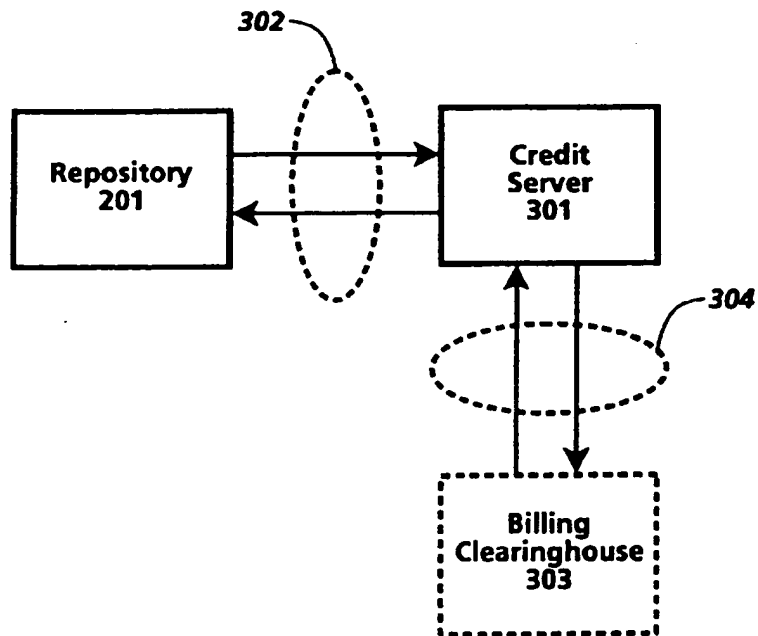 302
Repository
201
Credit
Server
301
304
Billing
Clearinghouse
303